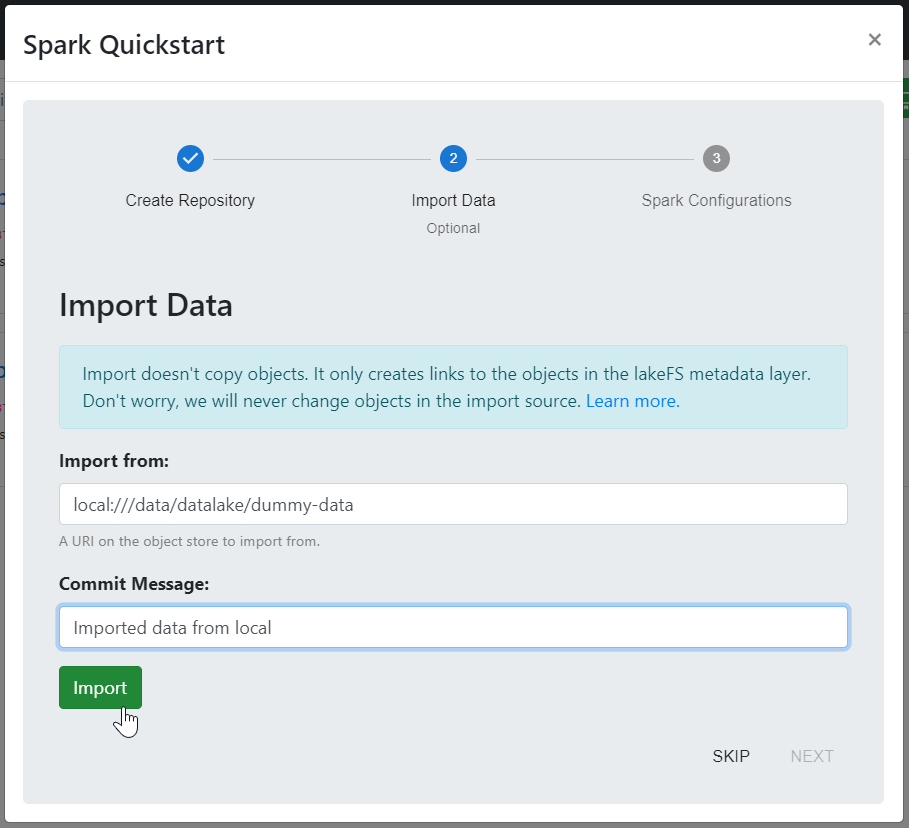 Spark Quickstart
×
2
3
Create Repository
Import Data
Spark Configurations
Optional
Import Data
Import doesn't copy objects. It only creates links to the objects in the lakeFS metadata layer.
Don't worry, we will never change objects in the import source. Learn more.
Import from:
local:///data/datalake/dummy-data
A URI on the object store to import from.
Commit Message:
Imported data from local
Import
SKIP
NEXT